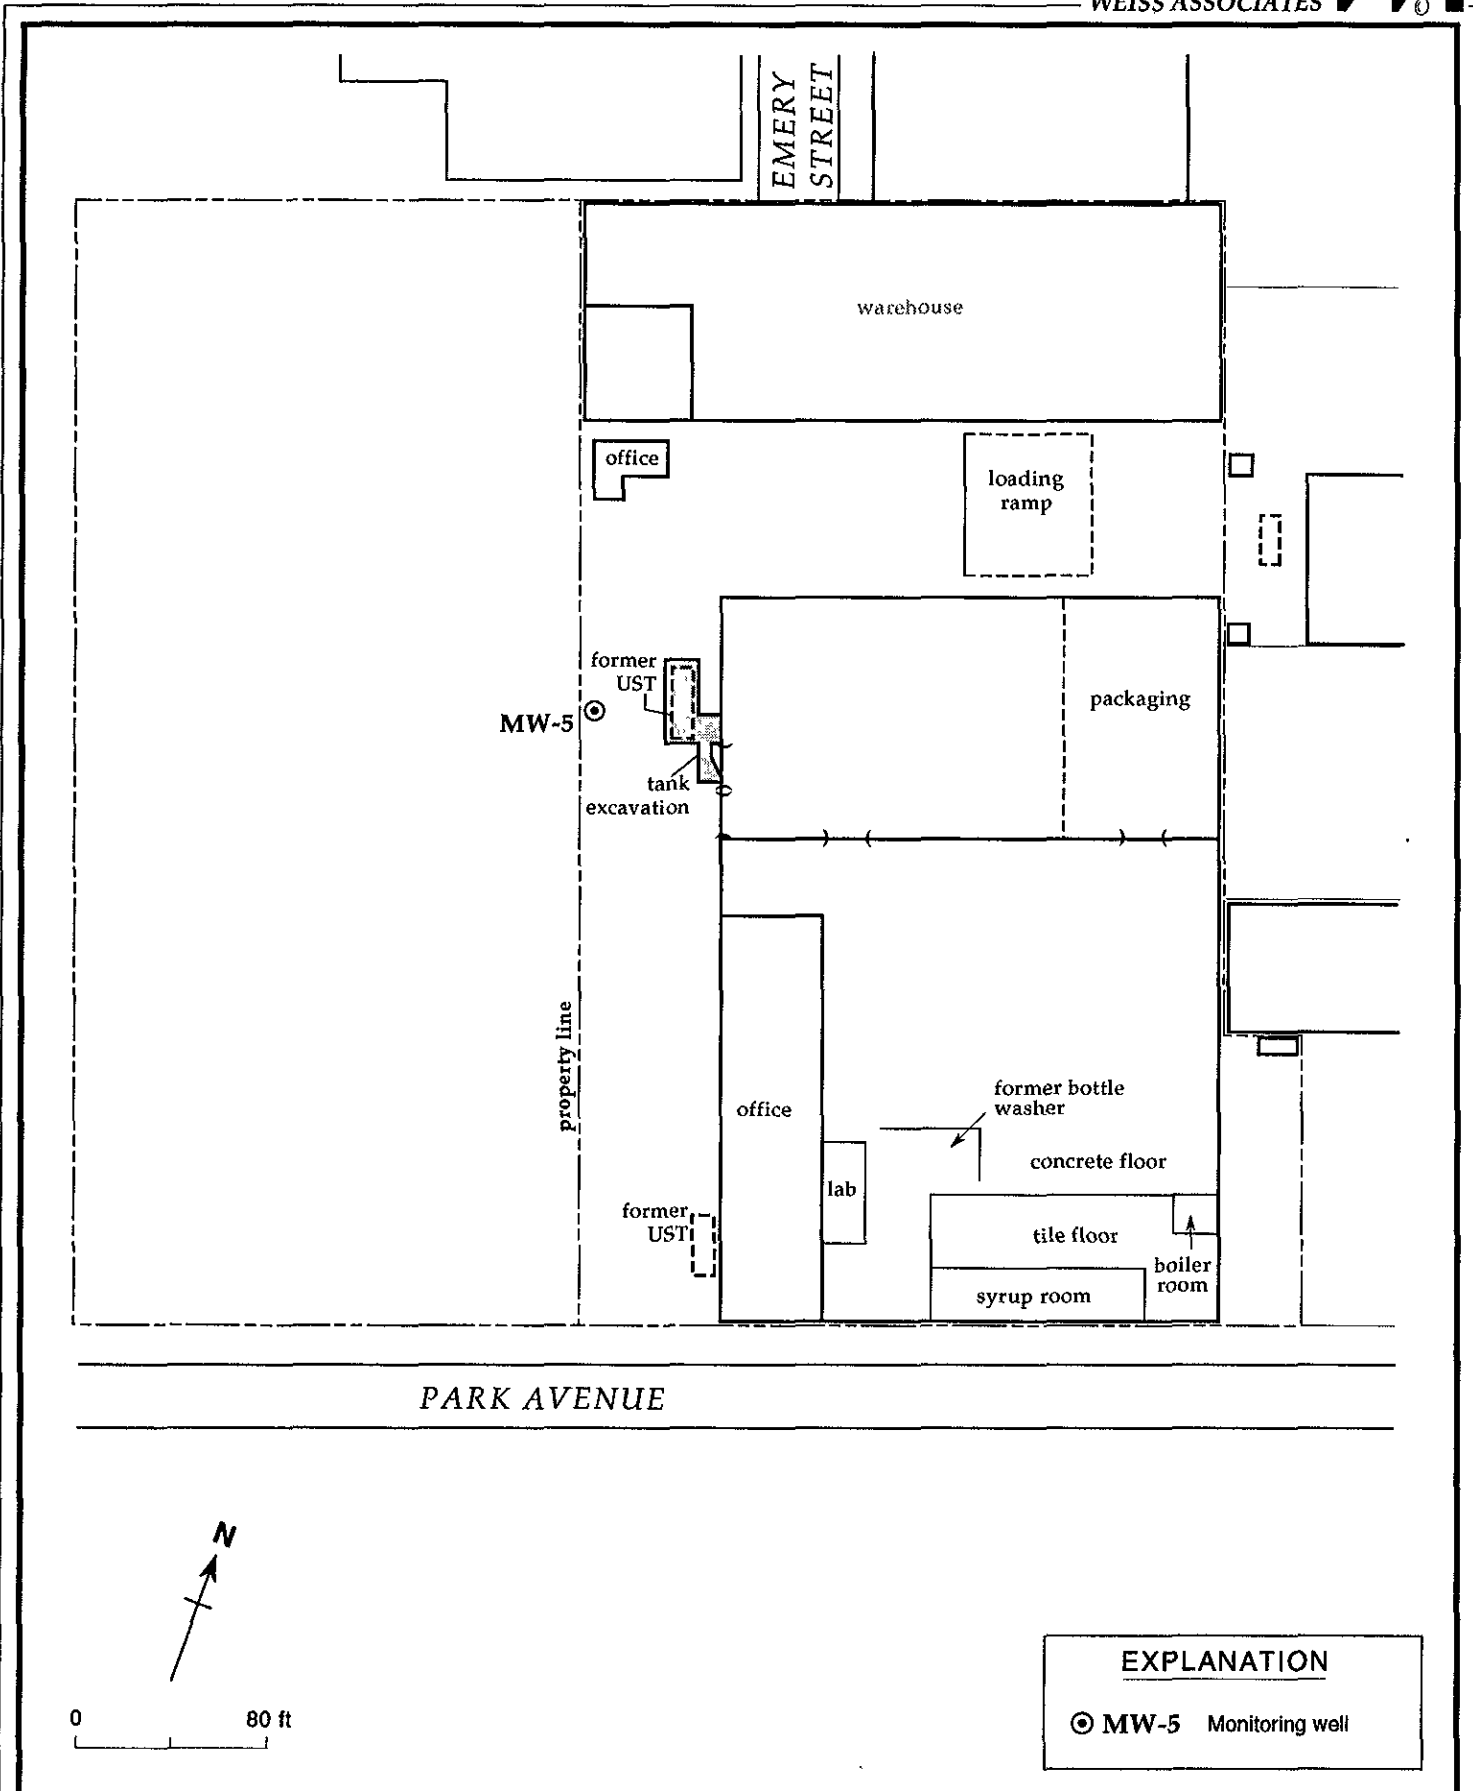 WEISS ASSOCIATES
EMERY
STREET
warehouse
office
loading
ramp
former
UST
MW-5
packaging
tank
excavation
property line
office
former bottle
washer
concrete floor
lab
former
UST
tile floor
boiler
room
syrup room
PARK AVENUE
N
0 80 ft
EXPLANATION
MW-5 Monitoring well